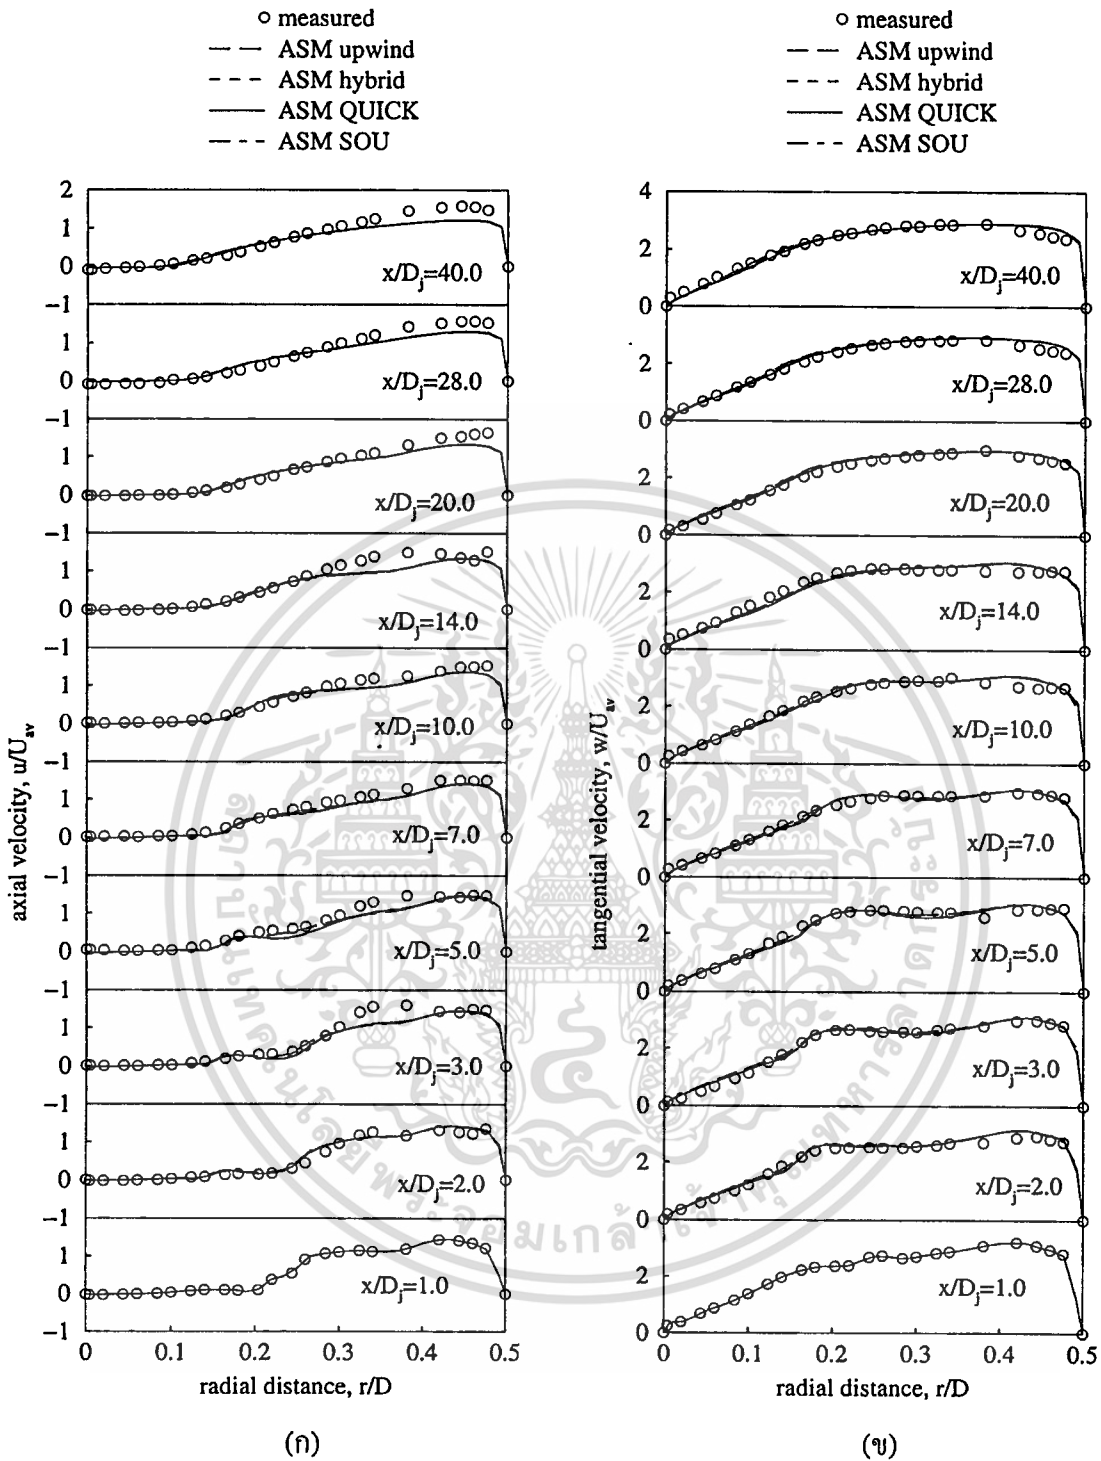 measured
ASM upwind
ASM hybrid
ASM QUICK
ASM SOU
2
1
0
−1
x/Dj=40.0
1
0
−1
x/Dj=28.0
1
0
−1
x/Dj=20.0
1
0
−1
x/Dj=14.0
1
0
−1
x/Dj=10.0
1
0
−1
x/Dj=7.0
1
0
−1
x/Dj=5.0
1
0
−1
x/Dj=3.0
1
0
−1
x/Dj=2.0
1
0
−1
x/Dj=1.0
axial velocity, u/Uav
0 0.1 0.2 0.3 0.4 0.5
radial distance, r/D
(ก)
measured
ASM upwind
ASM hybrid
ASM QUICK
ASM SOU
4
2
0
x/Dj=40.0
2
0
x/Dj=28.0
2
0
x/Dj=20.0
2
0
x/Dj=14.0
2
0
x/Dj=10.0
2
0
x/Dj=7.0
2
0
x/Dj=5.0
2
0
x/Dj=3.0
2
0
x/Dj=2.0
2
0
x/Dj=1.0
tangential velocity, w/Uav
0 0.1 0.2 0.3 0.4 0.5
radial distance, r/D
(ข)